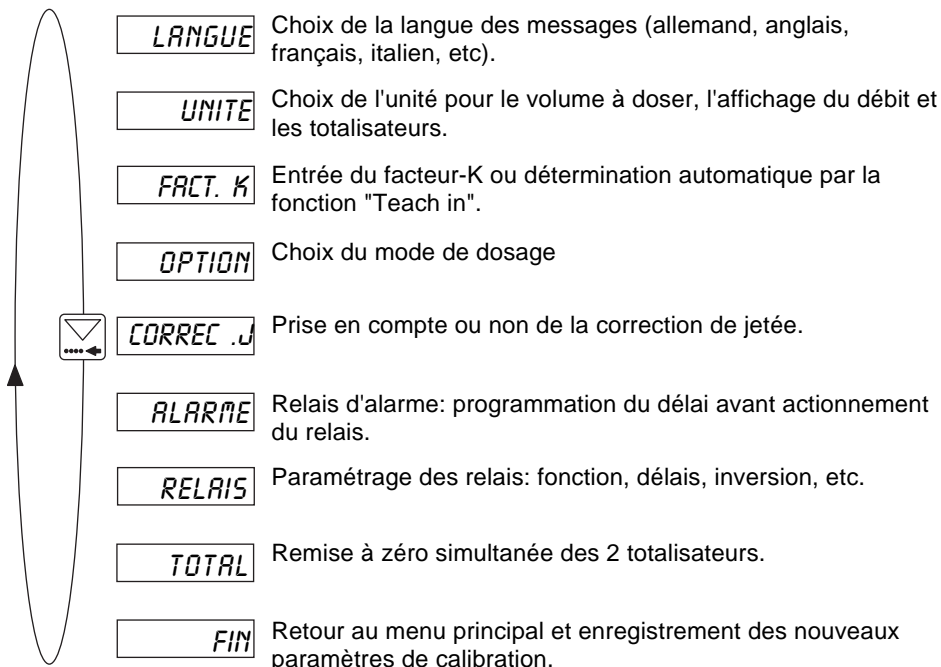 LANGUE Choix de la langue des messages (allemand, anglais,
français, italien, etc).
UNITE Choix de l'unité pour le volume à doser, l'affichage du débit et
les totalisateurs.
FACT. K Entrée du facteur-K ou détermination automatique par la
fonction "Teach in".
OPTION Choix du mode de dosage
CORREC .J Prise en compte ou non de la correction de jetée.
ALARME Relais d'alarme: programmation du délai avant actionnement
du relais.
RELAIS Paramétrage des relais: fonction, délais, inversion, etc.
TOTAL Remise à zéro simultanée des 2 totalisateurs.
FIN Retour au menu principal et enregistrement des nouveaux
paramètres de calibration.